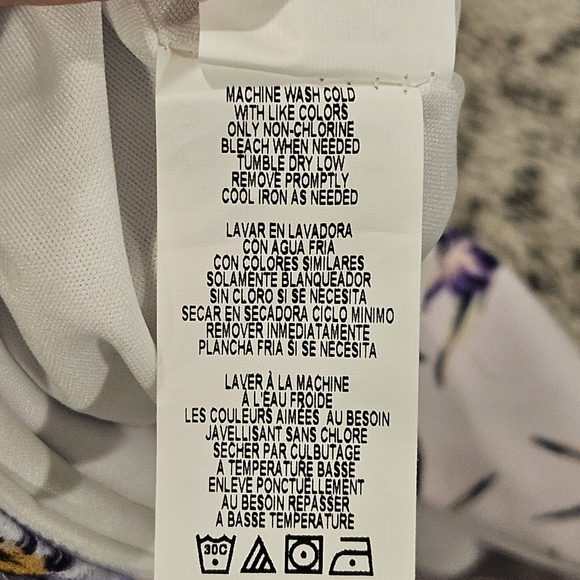 MACHINE WASH COLD
WITH LIKE COLORS
ONLY NON-CHLORINE
BLEACH WHEN NEEDED
TUMBLE DRY LOW
REMOVE PROMPTLY
COOL IRON AS NEEDED
LAVAR EN LAVADORA
CON AGUA FRIA
CON COLORES SIMILARES
SOLAMENTE BLANQUEADOR
SIN CLORO SI SE NECESITA
SECAR EN SECADORA CICLO MINIMO
REMOVER INMEDIATAMENTE
PLANCHA FRIA SI SE NECESITA
LAVER À LA MACHINE
À L'EAU FROIDE
LES COULEURS AIMÉES AU BESOIN
JAVELLISANT SANS CHLORE
SECHER PAR CULBUTAGE
A TEMPERATURE BASSE
ENLEVE PONCTUELLEMENT
AU BESOIN REPASSER
A BASSE TEMPERATURE
30C